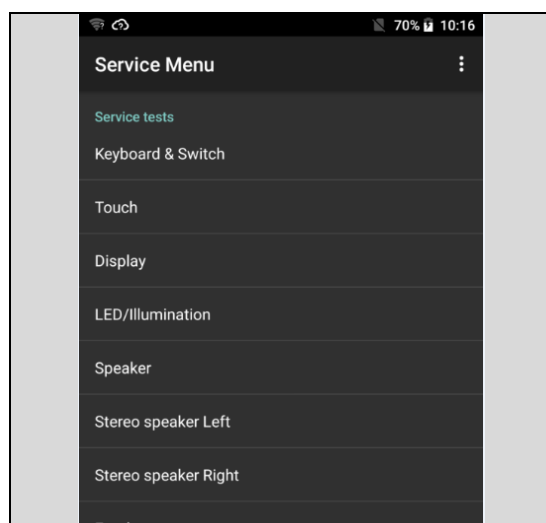 70% 10:16
Service Menu
Service tests
Keyboard & Switch
Touch
Display
LED/Illumination
Speaker
Stereo speaker Left
Stereo speaker Right